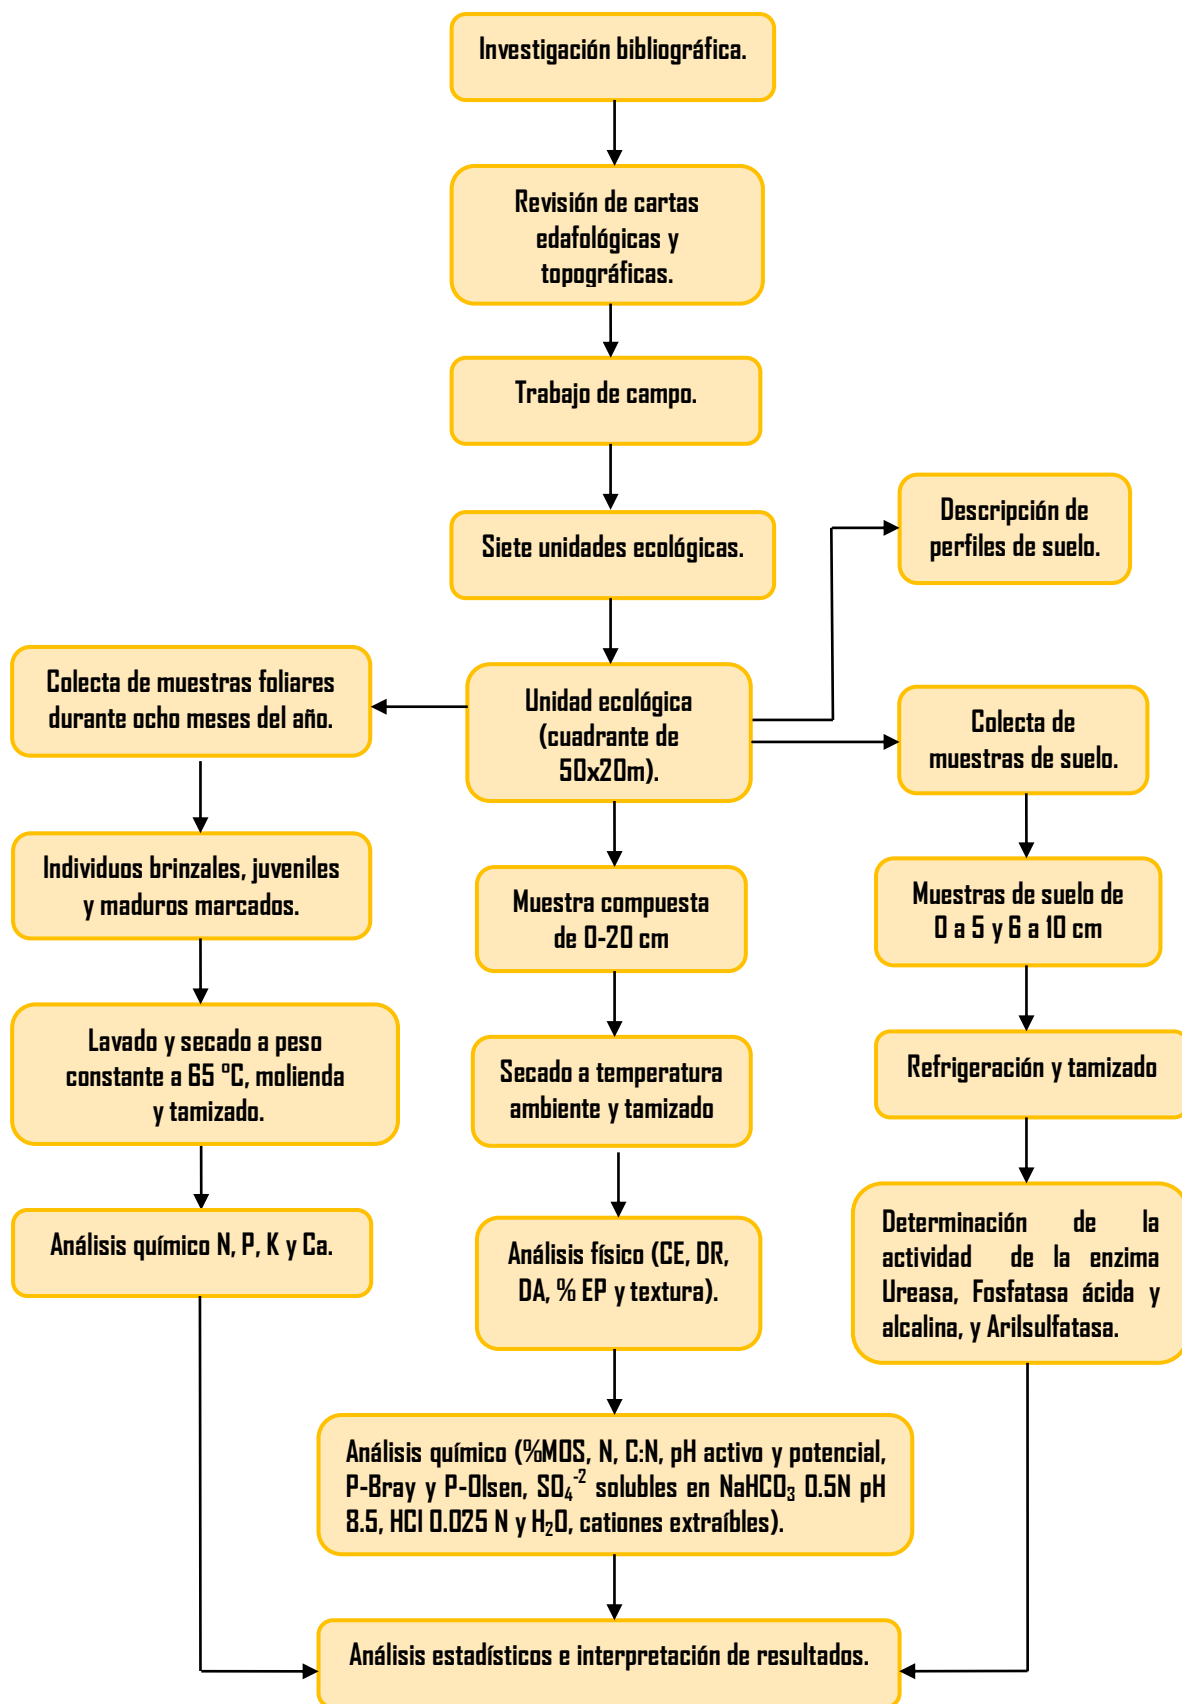 Investigación bibliográfica.
Revisión de cartas
edafológicas y
topográficas.
Trabajo de campo.
Siete unidades ecológicas.
Descripción de
perfiles de suelo.
Colecta de muestras foliares
durante ocho meses del año.
Unidad ecológica
(cuadrante de
50x20m).
Colecta de
muestras de suelo.
Individuos brinzales, juveniles
y maduros marcados.
Muestra compuesta
de 0-20 cm
Muestras de suelo de
0 a 5 y 6 a 10 cm
Lavado y secado a peso
constante a 65 °C, molienda
y tamizado.
Secado a temperatura
ambiente y tamizado
Refrigeración y tamizado
Análisis químico N, P, K y Ca.
Análisis físico (CE, DR,
DA, % EP y textura).
Determinación de la
actividad de la enzima
Ureasa, Fosfatasa ácida y
alcalina, y Arilsulfatasa.
Análisis químico (%MOS, N, C:N, pH activo y potencial,
P-Bray y P-Olsen, SO₄⁻² solubles en NaHCO₃ 0.5N pH
8.5, HCl 0.025 N y H₂O, cationes extraíbles).
Análisis estadísticos e interpretación de resultados.